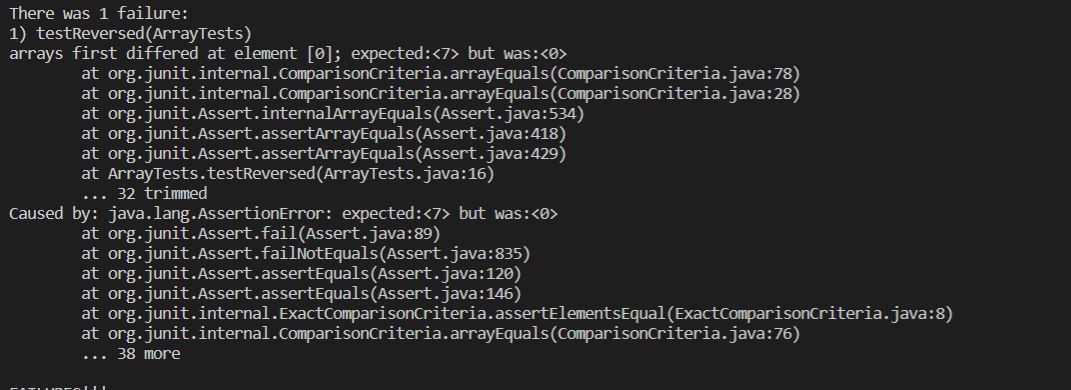 There was 1 failure:
1) testReversed(ArrayTests)
arrays first differed at element [0]; expected:<7> but was:<0>
        at org.junit.internal.ComparisonCriteria.arrayEquals(ComparisonCriteria.java:78)
        at org.junit.internal.ComparisonCriteria.arrayEquals(ComparisonCriteria.java:28)
        at org.junit.Assert.internalArrayEquals(Assert.java:534)
        at org.junit.Assert.assertArrayEquals(Assert.java:418)
        at org.junit.Assert.assertArrayEquals(Assert.java:429)
        at ArrayTests.testReversed(ArrayTests.java:16)
        ... 32 trimmed
Caused by: java.lang.AssertionError: expected:<7> but was:<0>
        at org.junit.Assert.fail(Assert.java:89)
        at org.junit.Assert.failNotEquals(Assert.java:835)
        at org.junit.Assert.assertEquals(Assert.java:120)
        at org.junit.Assert.assertEquals(Assert.java:146)
        at org.junit.internal.ExactComparisonCriteria.assertElementsEqual(ExactComparisonCriteria.java:8)
        at org.junit.internal.ComparisonCriteria.arrayEquals(ComparisonCriteria.java:76)
        ... 38 more